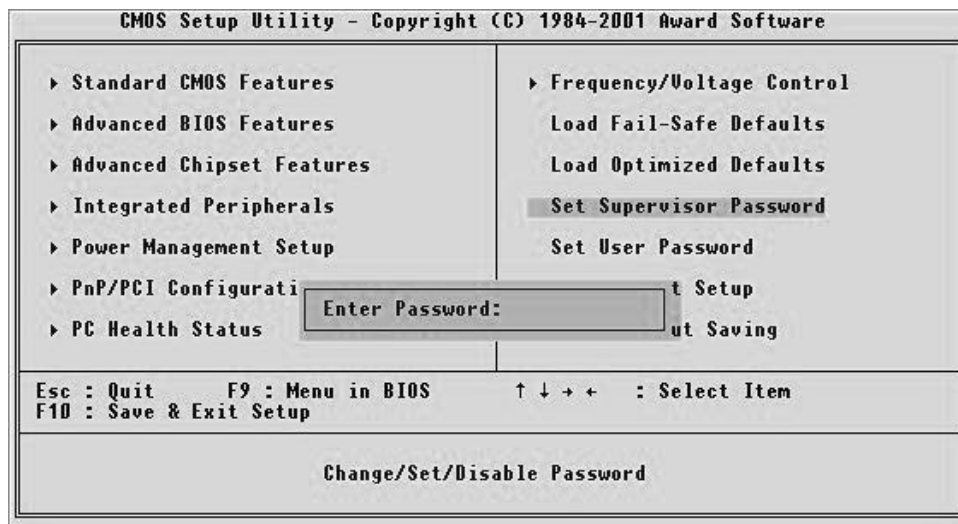 CMOS Setup Utility - Copyright (C) 1984-2001 Award Software
▸ Standard CMOS Features
▸ Advanced BIOS Features
▸ Advanced Chipset Features
▸ Integrated Peripherals
▸ Power Management Setup
▸ PnP/PCI Configurati
▸ PC Health Status
▸ Frequency/Voltage Control
Load Fail-Safe Defaults
Load Optimized Defaults
Set Supervisor Password
Set User Password
t Setup
ut Saving
Enter Password:
Esc : Quit F9 : Menu in BIOS ↑ ↓ → ← : Select Item
F10 : Save & Exit Setup
Change/Set/Disable Password